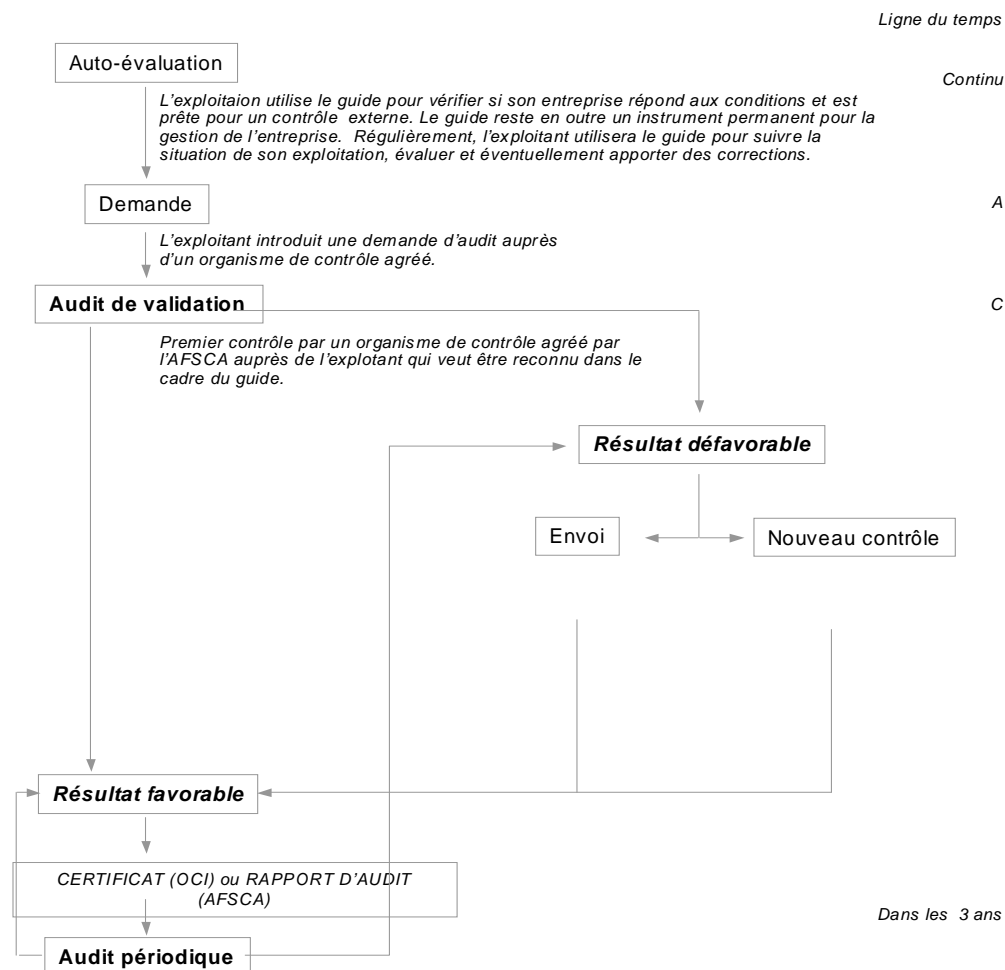 Ligne du temps
Auto-évaluation
Continu
L'exploitaion utilise le guide pour vérifier si son entreprise répond aux conditions et est
prête pour un contrôle externe. Le guide reste en outre un instrument permanent pour la
gestion de l'entreprise. Régulièrement, l'exploitant utilisera le guide pour suivre la
situation de son exploitation, évaluer et éventuellement apporter des corrections.
Demande
A
L'exploitant introduit une demande d'audit auprès
d'un organisme de contrôle agréé.
Audit de validation
C
Premier contrôle par un organisme de contrôle agréé par
l'AFSCA auprès de l'explotant qui veut être reconnu dans le
cadre du guide.
Résultat défavorable
Envoi
Nouveau contrôle
Résultat favorable
CERTIFICAT (OCI) ou RAPPORT D'AUDIT
(AFSCA)
Dans les 3 ans
Audit périodique